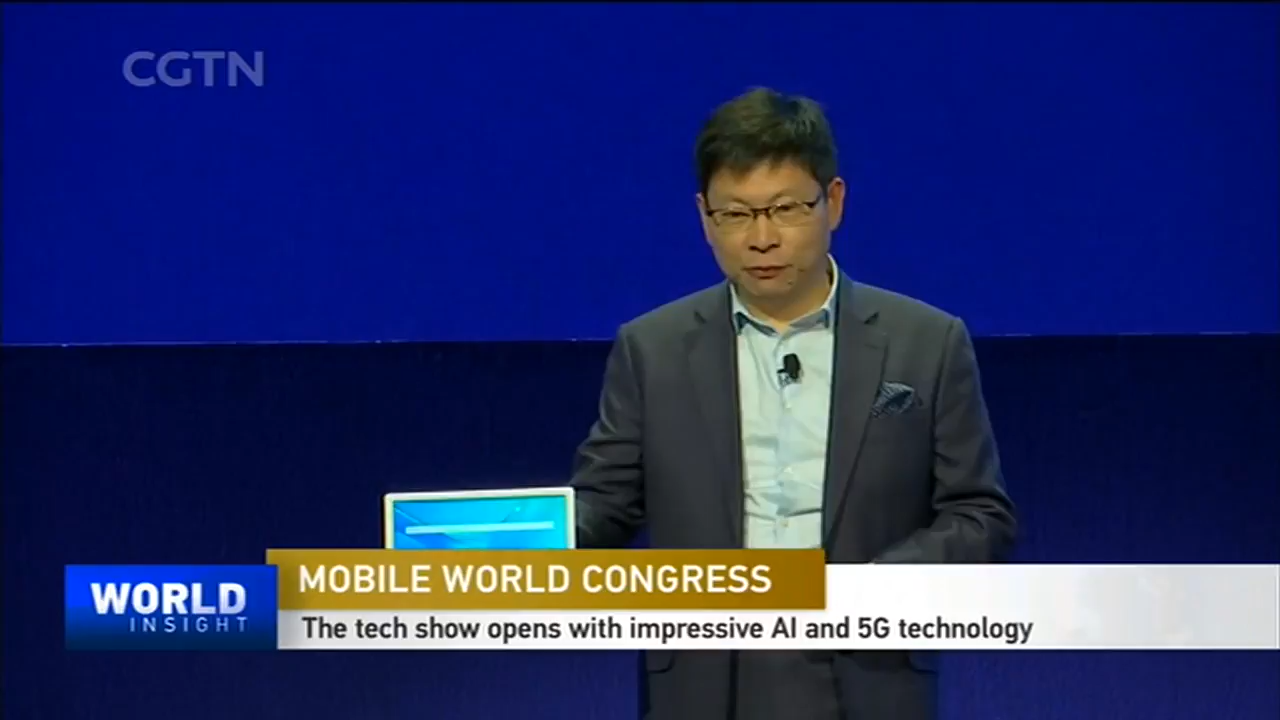 CGTN
MOBILE WORLD CONGRESS
WORLD
INSIGHT
The tech show opens with impressive AI and 5G technology